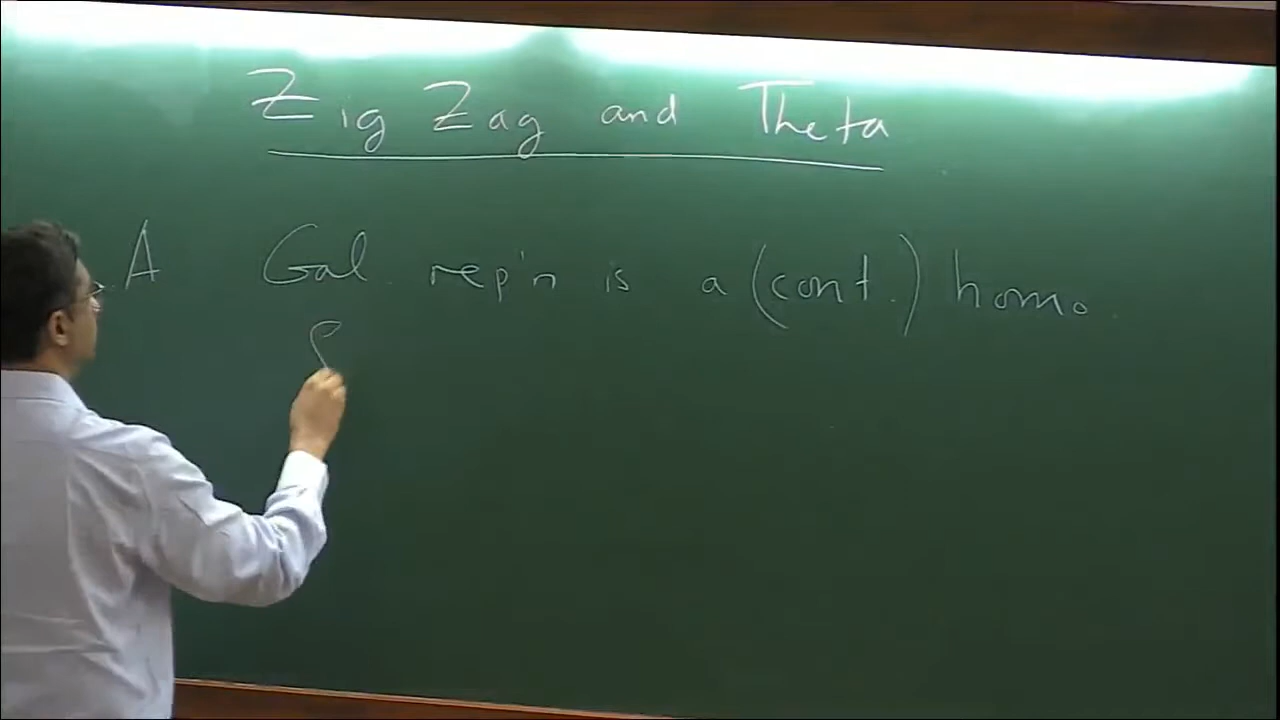 Zig Zag and Theta
A Gal. rep'n is a (cont.) homo.
ρ